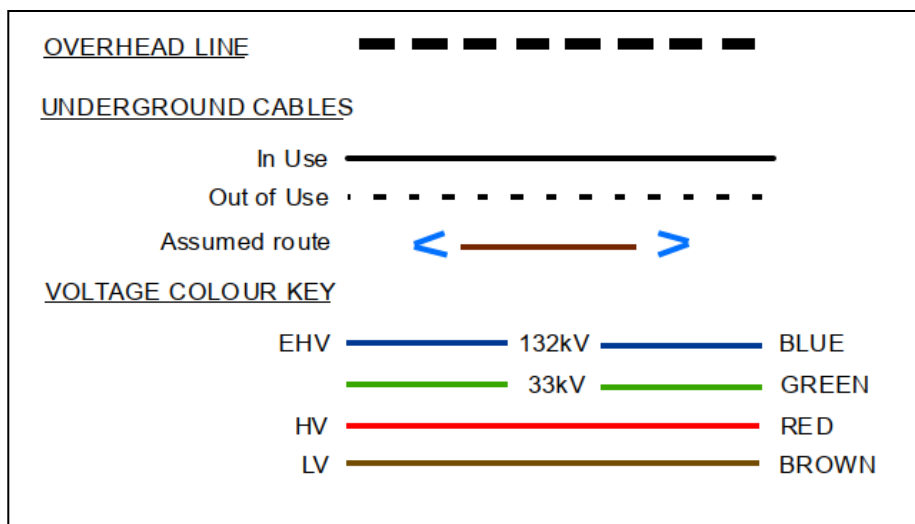 OVERHEAD LINE
UNDERGROUND CABLES
In Use
Out of Use
Assumed route
VOLTAGE COLOUR KEY
EHV 132kV BLUE
33kV GREEN
HV RED
LV BROWN